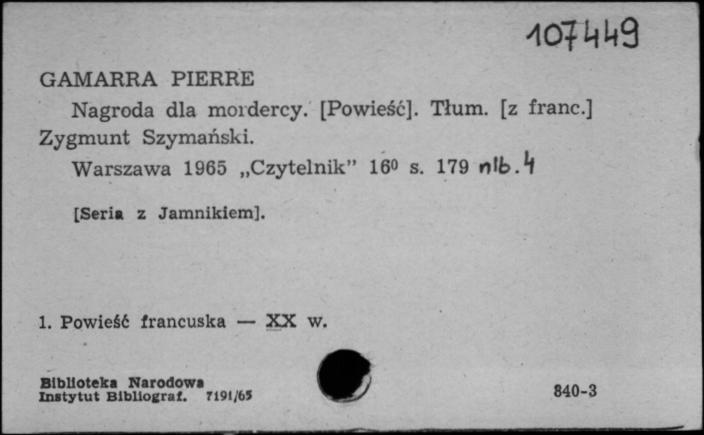 107449
GAMARRA PIERRE
Nagroda dla mordercy. [Powieść]. Tłum. [z franc.]
Zygmunt Szymański.
Warszawa 1965 „Czytelnik” 16⁰ s. 179 nlb. 4
[Seria z Jamnikiem].
1. Powieść francuska — XX w.
Biblioteka Narodowa
Instytut Bibliograf. 7191/65
840-3